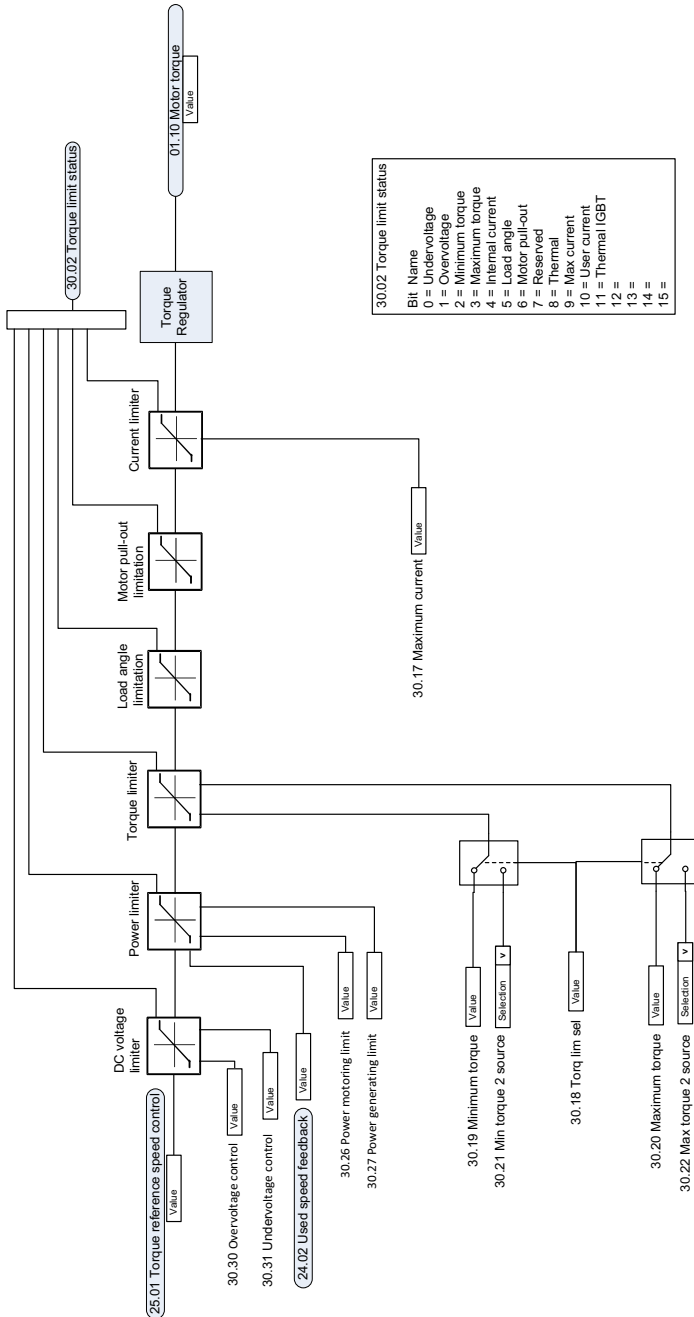 25.01 Torque reference speed control
Value
30.30 Overvoltage control
Value
30.31 Undervoltage control
Value
24.02 Used speed feedback
Value
30.26 Power motoring limit
Value
30.27 Power generating limit
Value
30.19 Minimum torque
Value
30.21 Min torque 2 source
Selection
v
30.18 Torq lim sel
Value
30.20 Maximum torque
Value
30.22 Max torque 2 source
Selection
v
DC voltage
limiter
Power limiter
Torque limiter
Load angle
limitation
Motor pull-out
limitation
Current limiter
30.17 Maximum current
Value
Torque
Regulator
30.02 Torque limit status
01.10 Motor torque
Value
30.02 Torque limit status
Bit Name
0 = Undervoltage
1 = Overvoltage
2 = Minimum torque
3 = Maximum torque
4 = Internal current
5 = Load angle
6 = Motor pull-out
7 = Reserved
8 = Thermal
9 = Max current
10 = User current
11 = Thermal IGBT
12 =
13 =
14 =
15 =